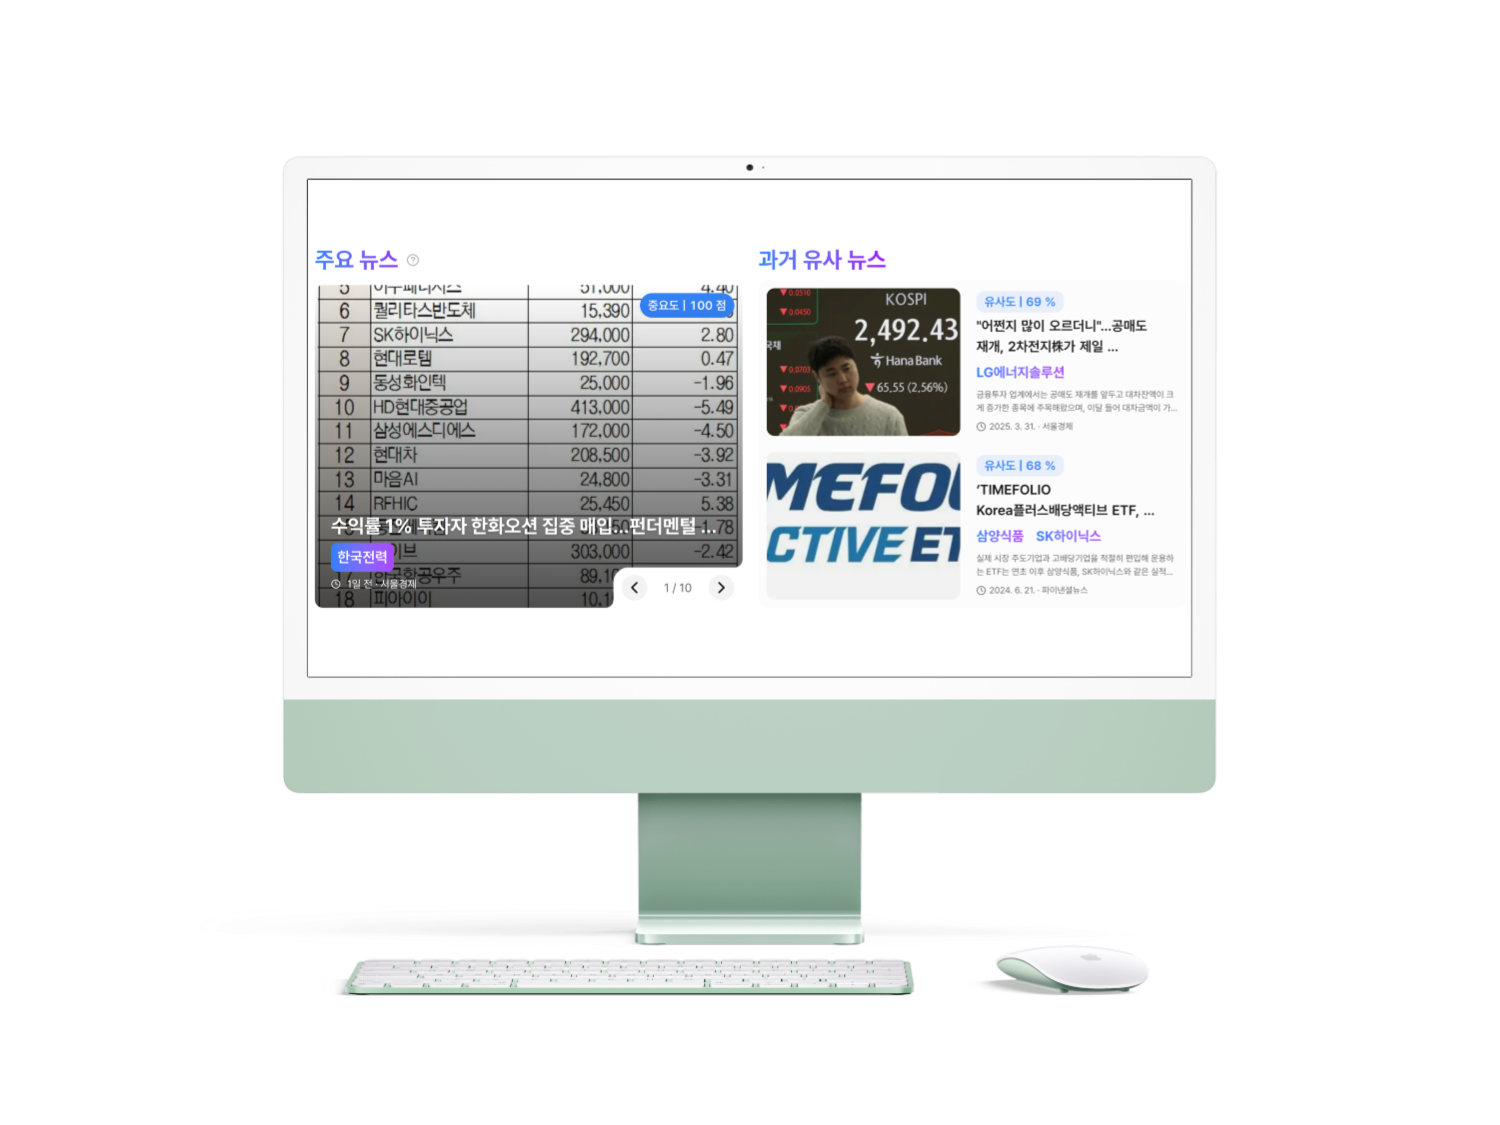 주요 뉴스
중요도 | 100 점
5 51,000 4.40
6 퀄리타스반도체 15,390
7 SK하이닉스 294,000 2.80
8 현대로템 192,700 0.47
9 동성화인텍 25,000 -1.96
10 HD현대중공업 413,000 -5.49
11 삼성에스디에스 172,000 -4.50
12 현대차 208,500 -3.92
13 마음AI 24,800 -3.31
14 RFHIC 25,450 5.38
수익률 1% 투자자 한화오션 집중 매입...펀더멘털 ...
1.78
한국전력
이브 303,000 -2.42
17 한국항공우주 89,1
1일 전 · 서울경제
18 피아이이 10,1
1 / 10
과거 유사 뉴스
KOSPI
2,492.43
Hana Bank
▼65.55 (2.56%)
▼0.0510
▼0.0450
국채
▼0.0703
▼0.0905
유사도 | 69 %
"어쩐지 많이 오르더니"...공매도
재개, 2차전지株가 제일 ...
LG에너지솔루션
금융투자 업계에서는 공매도 재개를 앞두고 대차잔액이 크
게 증가한 종목에 주목해왔으며, 이달 들어 대차금액이 가...
2025. 3. 31. · 서울경제
MEFOL
CTIVE ET
유사도 | 68 %
'TIMEFOLIO
Korea플러스배당액티브 ETF, ...
삼양식품 SK하이닉스
실제 시장 주도기업과 고배당기업을 적절히 편입해 운용하
는 ETF는 연초 이후 삼양식품, SK하이닉스와 같은 실적...
2024. 6. 21. · 파이낸셜뉴스